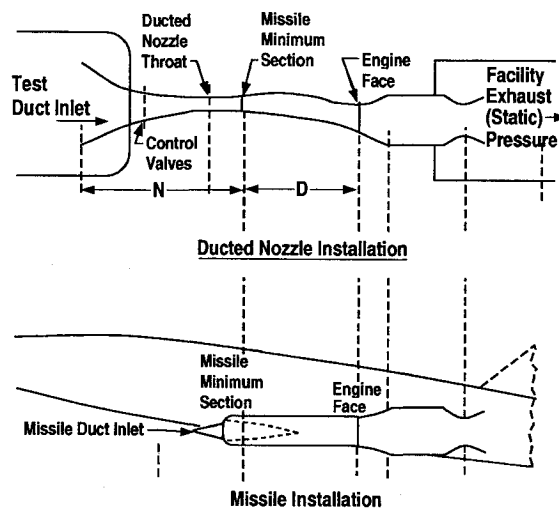 Ducted
Nozzle
Throat
Missile
Minimum
Section
Engine
Face
Test
Duct Inlet
Control
Valves
Facility
Exhaust
(Static)
Pressure
N
D
Ducted Nozzle Installation
Missile
Minimum
Section
Engine
Face
Missile Duct Inlet
Missile Installation